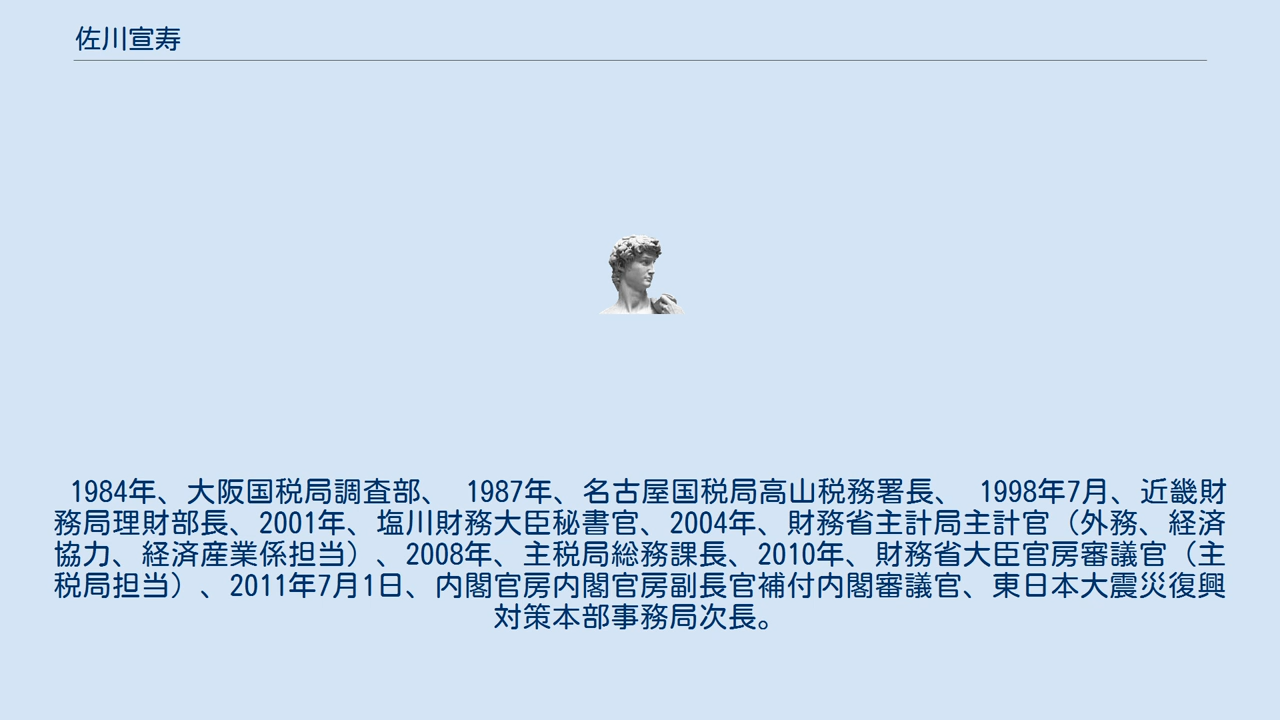 佐川宣寿
1984年、大阪国税局調査部、 1987年、名古屋国税局高山税務署長、 1998年7月、近畿財
務局理財部長、2001年、塩川財務大臣秘書官、2004年、財務省主計局主計官（外務、経済
協力、経済産業係担当）、2008年、主税局総務課長、2010年、財務省大臣官房審議官（主
税局担当）、2011年7月1日、内閣官房内閣官房副長官補付内閣審議官、東日本大震災復興
対策本部事務局次長。